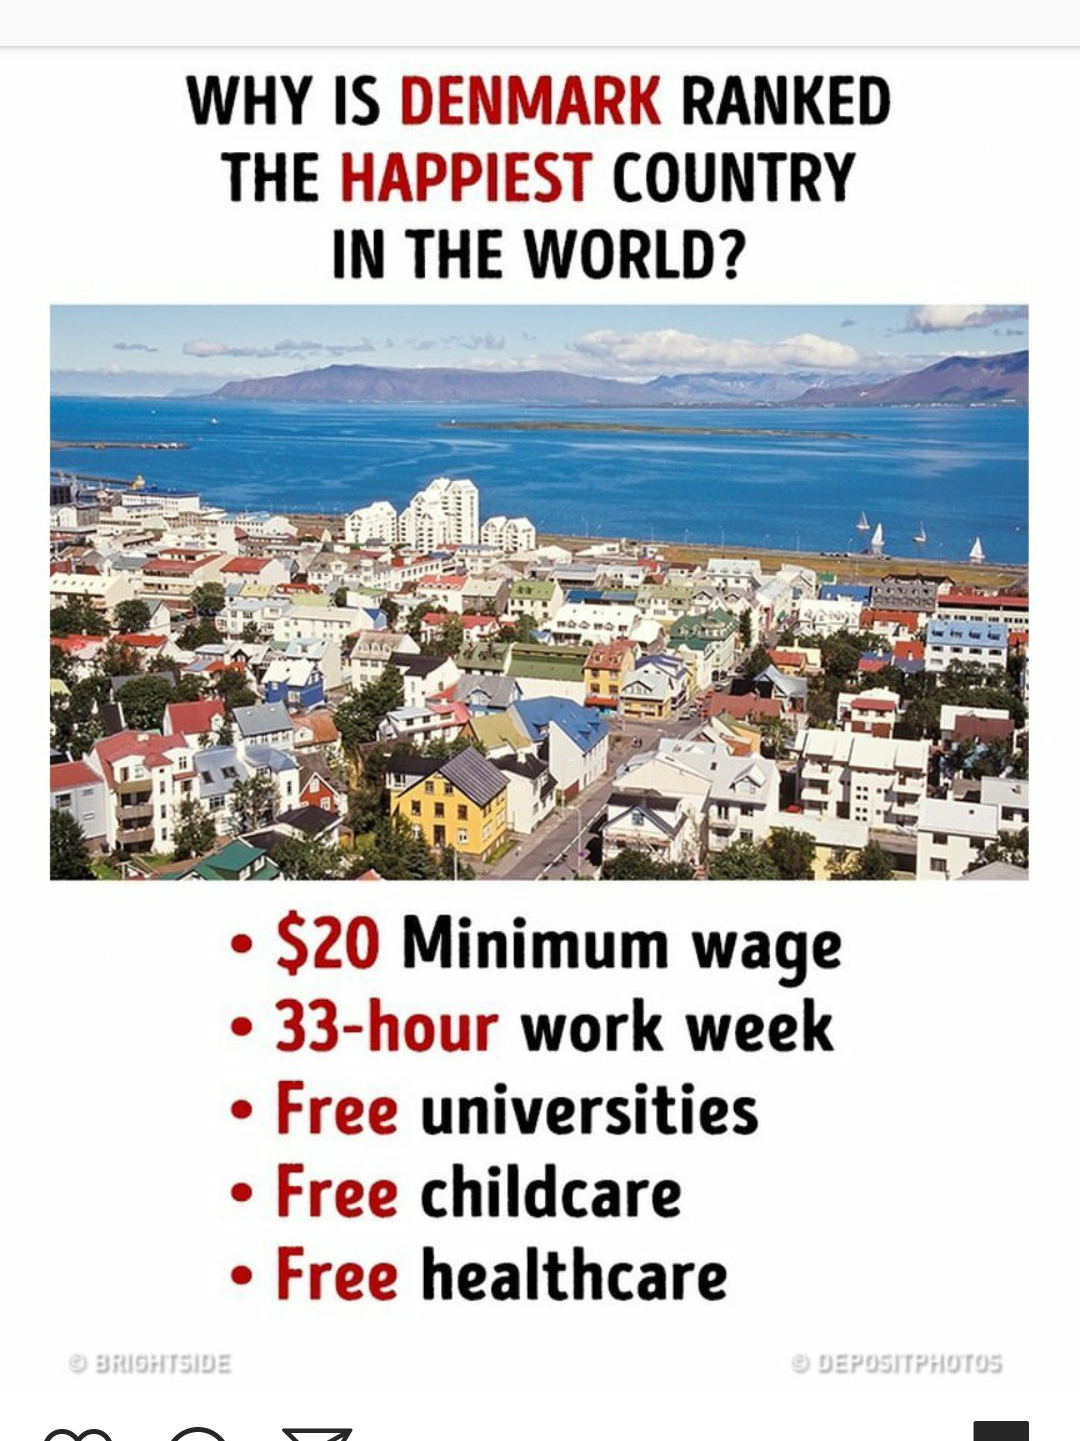 WHY IS DENMARK RANKED
THE HAPPIEST COUNTRY
IN THE WORLD?
• $20 Minimum wage
• 33-hour work week
• Free universities
• Free childcare
• Free healthcare
© BRIGHTSIDE
© DEPOSITPHOTOS